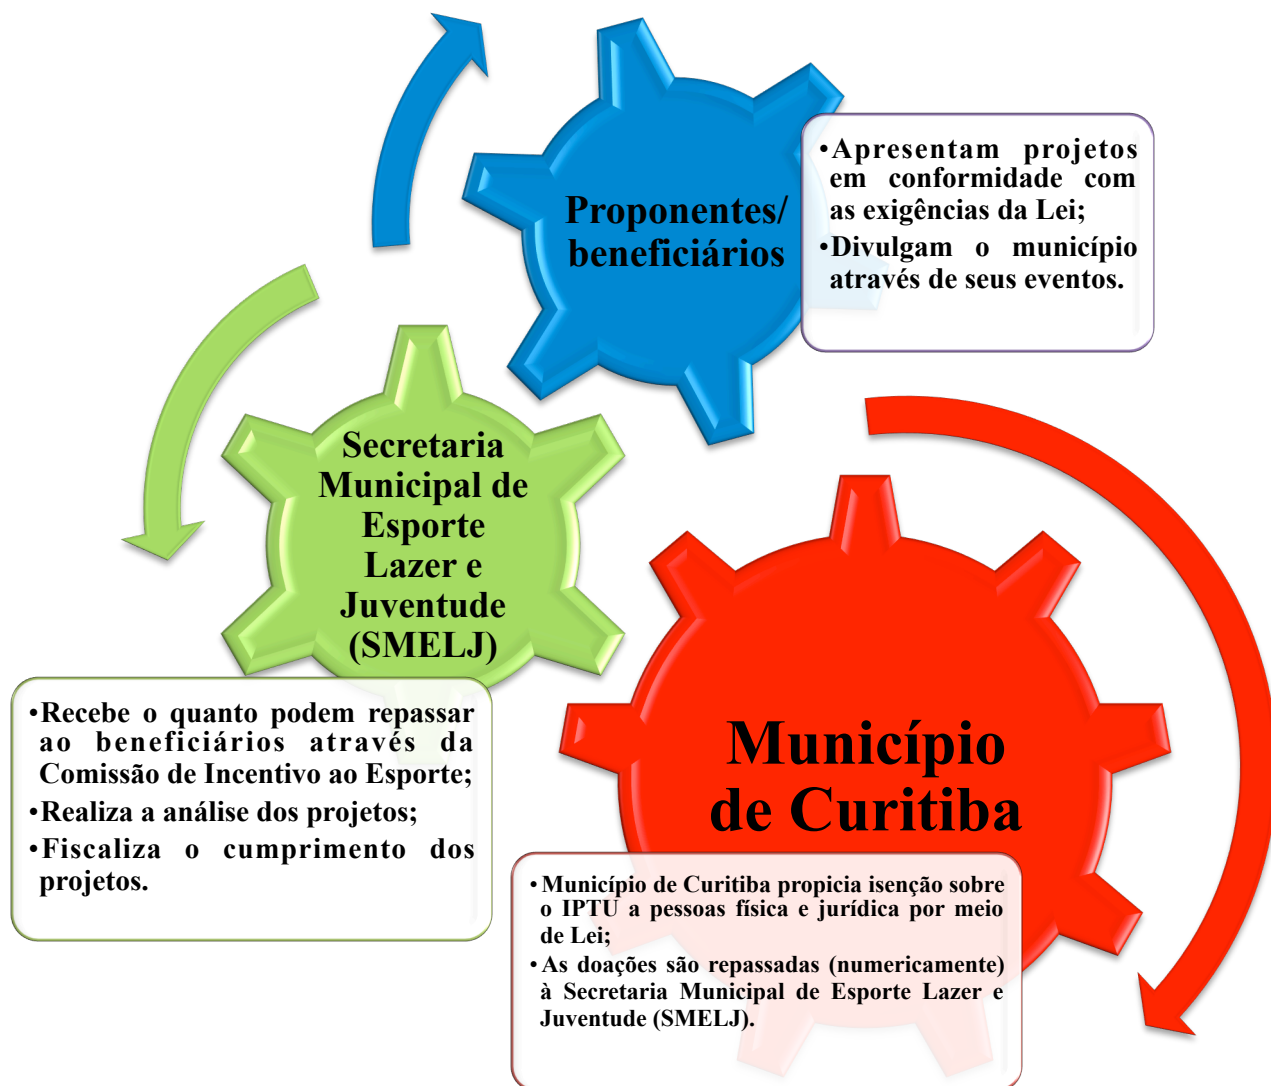 Proponentes/
beneficiários
•Apresentam projetos
em conformidade com
as exigências da Lei;
•Divulgam o município
através de seus eventos.
Secretaria
Municipal de
Esporte
Lazer e
Juventude
(SMELJ)
•Recebe o quanto podem repassar
ao beneficiários através da
Comissão de Incentivo ao Esporte;
•Realiza a análise dos projetos;
•Fiscaliza o cumprimento dos
projetos.
Município
de Curitiba
•Município de Curitiba propicia isenção sobre
o IPTU a pessoas física e jurídica por meio
de Lei;
•As doações são repassadas (numericamente)
à Secretaria Municipal de Esporte Lazer e
Juventude (SMELJ).